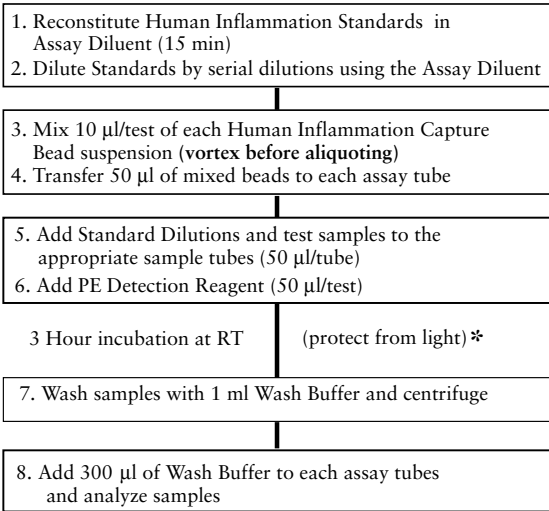 1. Reconstitute Human Inflammation Standards in
Assay Diluent (15 min)
2. Dilute Standards by serial dilutions using the Assay Diluent
3. Mix 10 μl/test of each Human Inflammation Capture
Bead suspension (vortex before aliquoting)
4. Transfer 50 μl of mixed beads to each assay tube
5. Add Standard Dilutions and test samples to the
appropriate sample tubes (50 μl/tube)
6. Add PE Detection Reagent (50 μl/test)
3 Hour incubation at RT (protect from light)*
7. Wash samples with 1 ml Wash Buffer and centrifuge
8. Add 300 μl of Wash Buffer to each assay tubes
and analyze samples